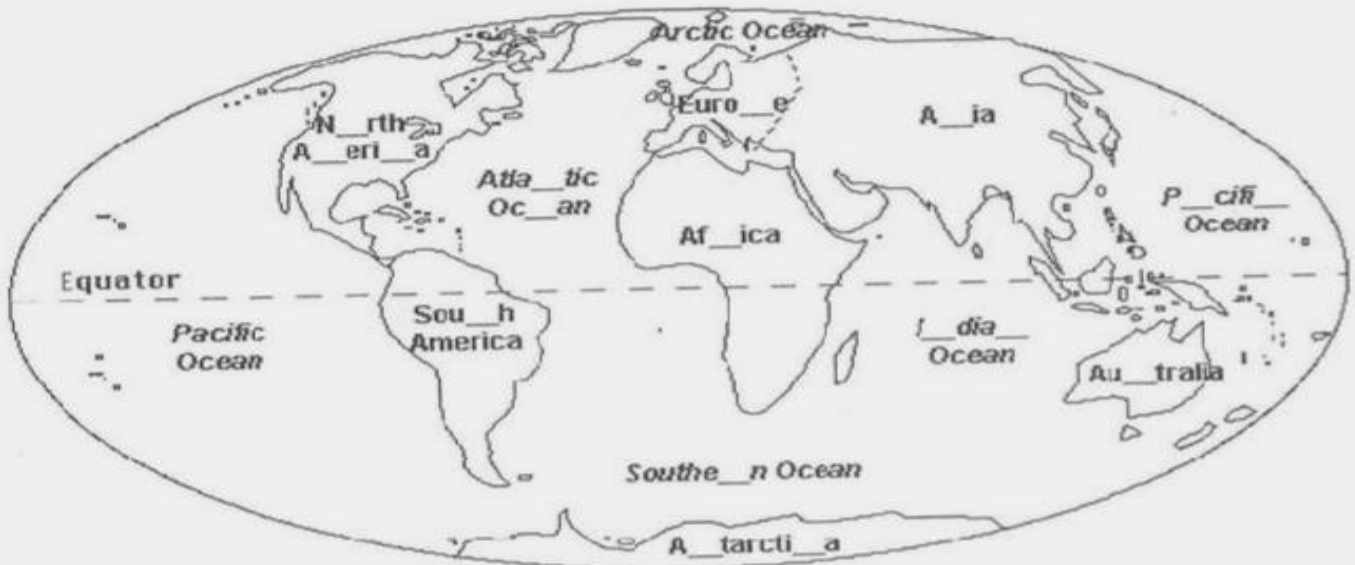 Arctic Ocean
Euro__e
A__ia
N__rth
A__eri__a
Atla__tic
Oc__an
P__cifi__
Ocean
Af__ica
Equator
Sou__h
America
Pacific
Ocean
I__dia__
Ocean
Au__tralia
Southe__n Ocean
A__tarcti__a